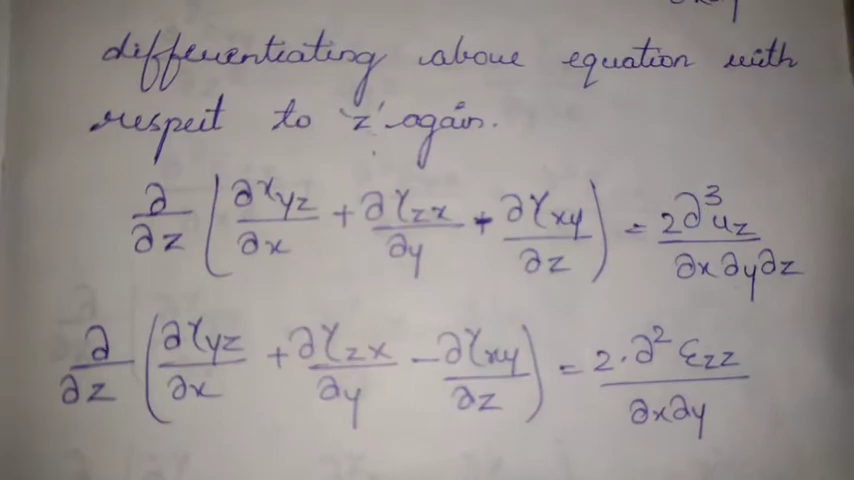 differentiating above equation with
respect to 'z' again.
∂/∂z (∂γyz/∂x + ∂γzx/∂y - ∂γxy/∂z) = 2∂³uz/∂x∂y∂z
∂/∂z (∂γyz/∂x + ∂γzx/∂y - ∂γxy/∂z) = 2·∂²εzz/∂x∂y